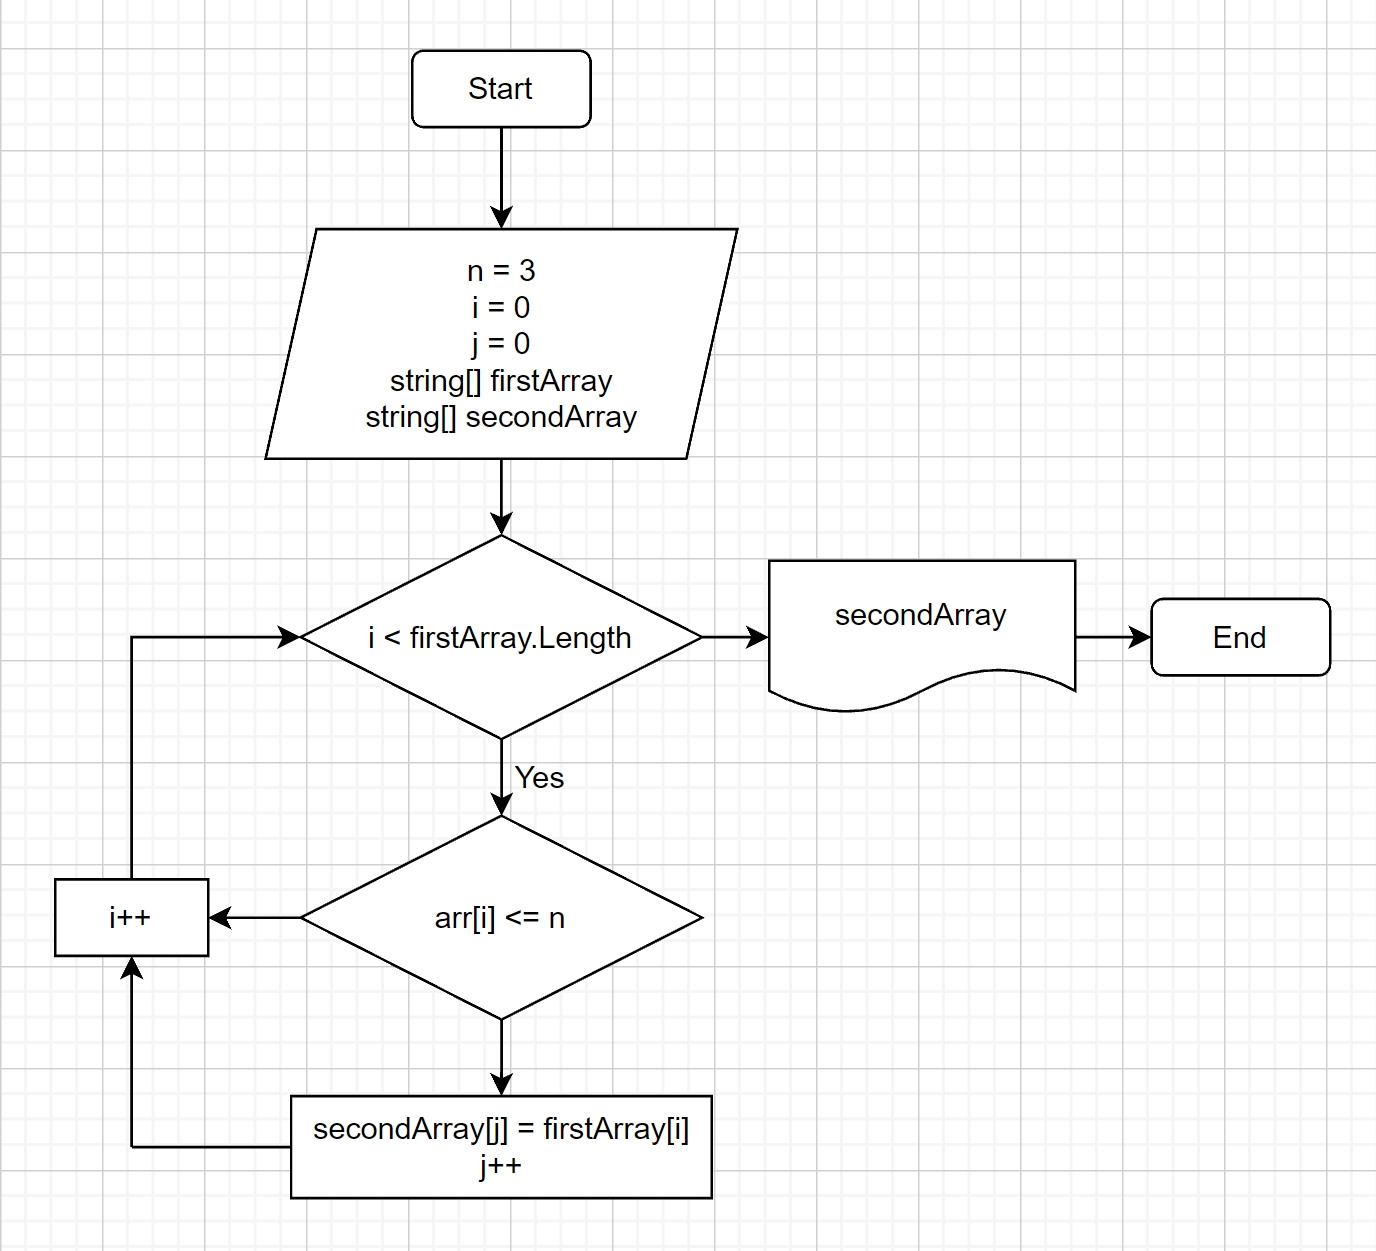 Start
n = 3
i = 0
j = 0
string[] firstArray
string[] secondArray
i < firstArray.Length
secondArray
End
Yes
i++
arr[i] <= n
secondArray[j] = firstArray[i]
j++